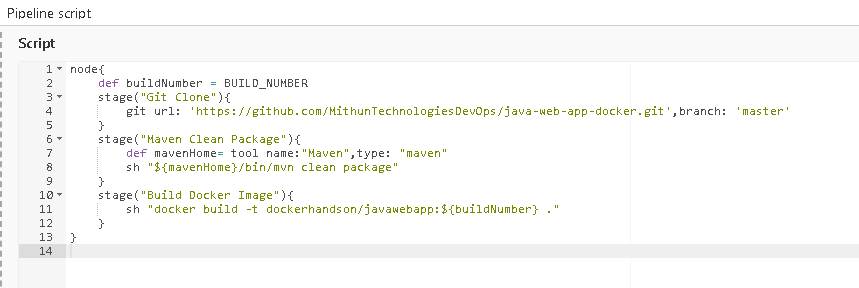 Pipeline script
Script
1 node{
2 def buildNumber = BUILD_NUMBER
3 stage("Git Clone"){
4 git url: 'https://github.com/MithunTechnologiesDevOps/java-web-app-docker.git',branch: 'master'
5 }
6 stage("Maven Clean Package"){
7 def mavenHome= tool name:"Maven",type: "maven"
8 sh "${mavenHome}/bin/mvn clean package"
9 }
10 stage("Build Docker Image"){
11 sh "docker build -t dockerhandson/javawebapp:${buildNumber} ."
12 }
13 }
14